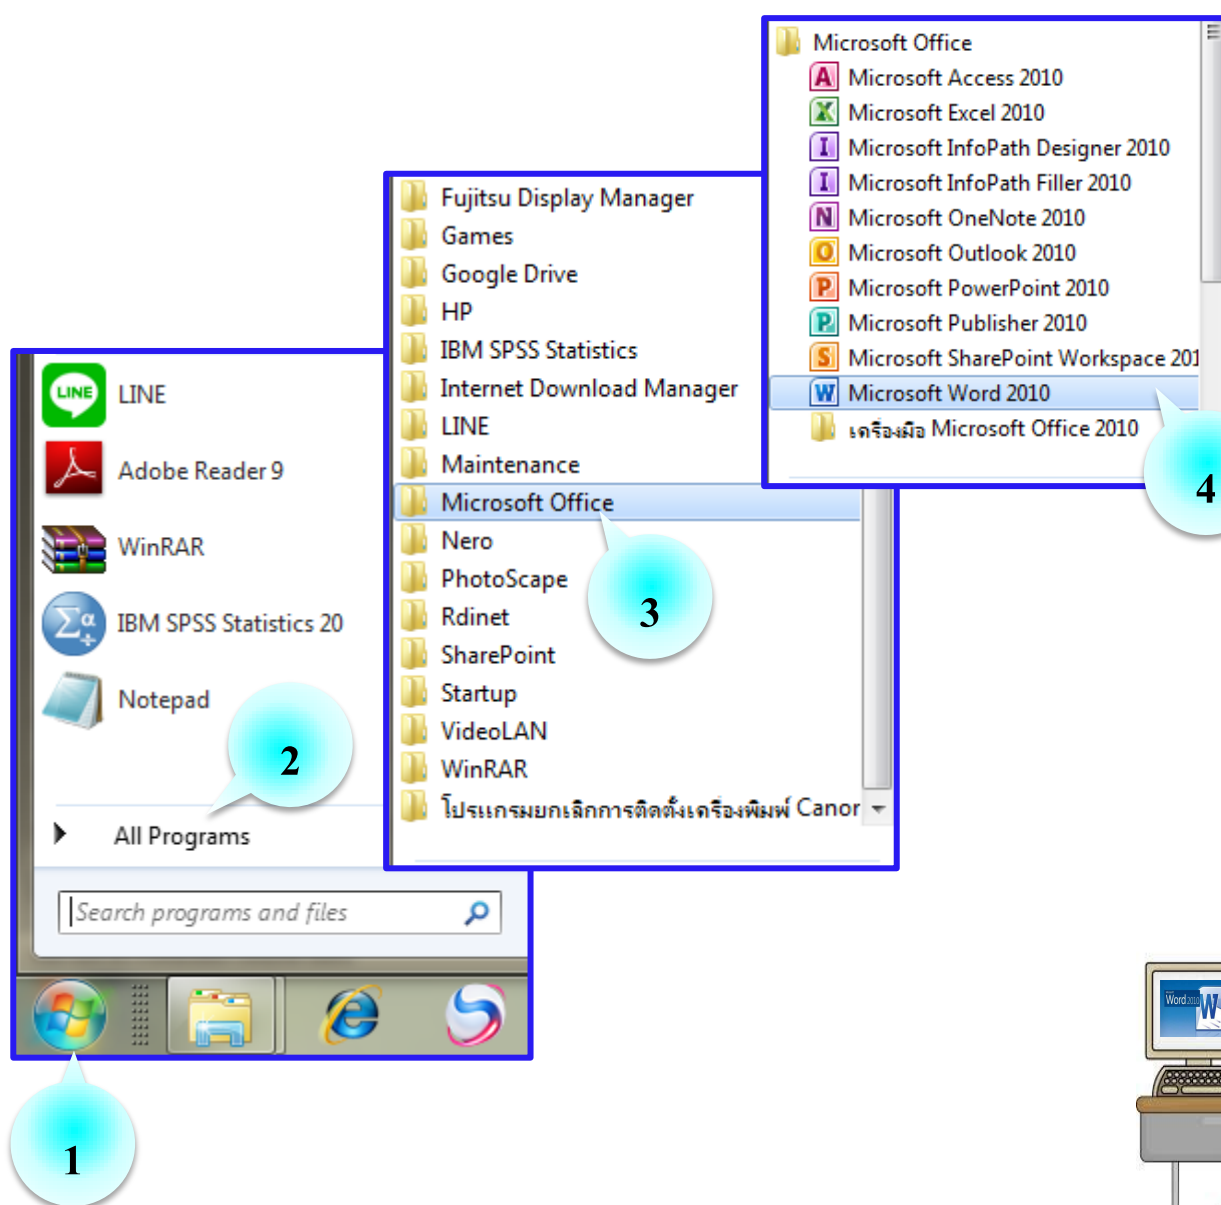 Microsoft Office
Microsoft Access 2010
Microsoft Excel 2010
Microsoft InfoPath Designer 2010
Microsoft InfoPath Filler 2010
Microsoft OneNote 2010
Microsoft Outlook 2010
Microsoft PowerPoint 2010
Microsoft Publisher 2010
Microsoft SharePoint Workspace 201
Microsoft Word 2010
เครื่องมือ Microsoft Office 2010
4
Fujitsu Display Manager
Games
Google Drive
HP
IBM SPSS Statistics
Internet Download Manager
LINE
Maintenance
Microsoft Office
Nero
PhotoScape
Rdinet
SharePoint
Startup
VideoLAN
WinRAR
โปรแกรมยกเลิกการติดตั้งเครื่องพิมพ์ Canon
3
LINE
LINE
Adobe Reader 9
WinRAR
IBM SPSS Statistics 20
Notepad
2
All Programs
Search programs and files
1
Word 2010